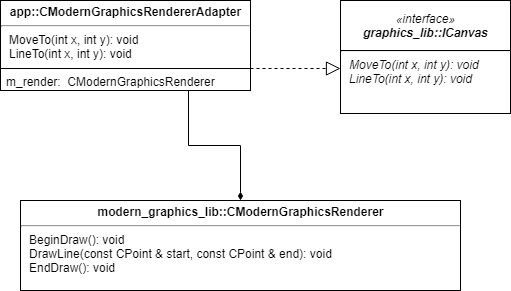 app::CModernGraphicsRendererAdapter
MoveTo(int x, int y): void
LineTo(int x, int y): void
m_render: CModernGraphicsRenderer
«interface»
graphics_lib::ICanvas
MoveTo(int x, int y): void
LineTo(int x, int y): void
modern_graphics_lib::CModernGraphicsRenderer
BeginDraw(): void
DrawLine(const CPoint & start, const CPoint & end): void
EndDraw(): void